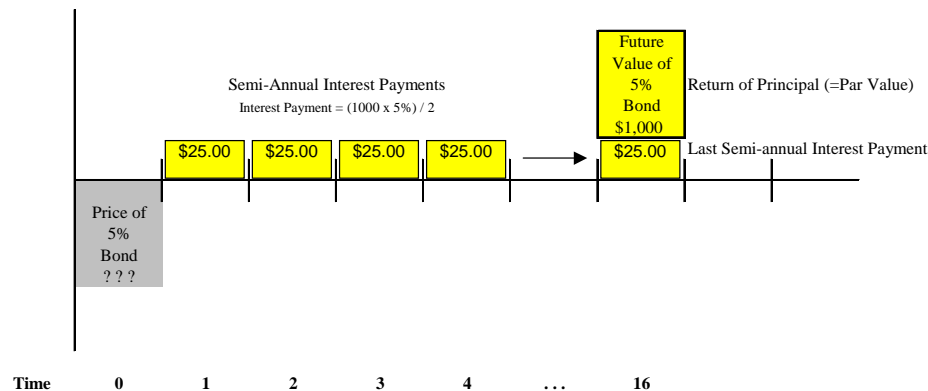 Future
Value of
5%
Bond
$1,000
Semi-Annual Interest Payments
Interest Payment = (1000 x 5%) / 2
Return of Principal (=Par Value)
$25.00 $25.00 $25.00 $25.00 $25.00 Last Semi-annual Interest Payment
Price of
5%
Bond
? ? ?
Time 0 1 2 3 4 . . . 16